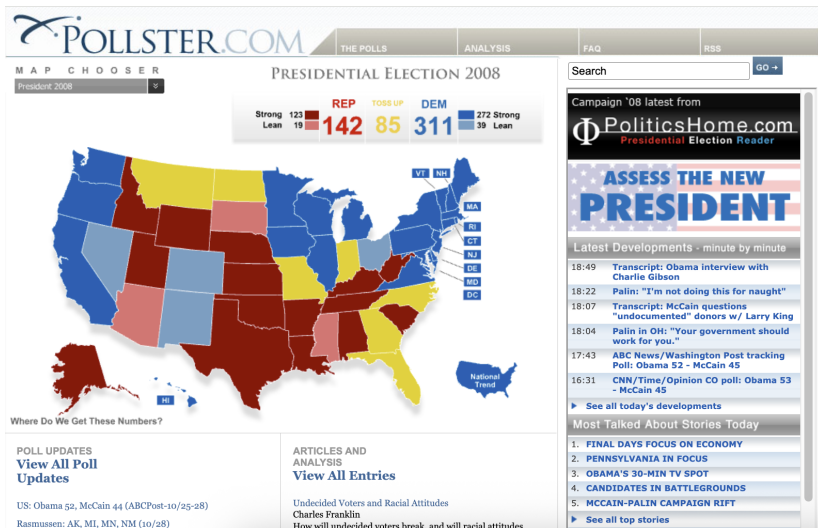 POLLSTER.COM
THE POLLS
ANALYSIS
FAQ
RSS
MAP CHOOSER
President 2008
PRESIDENTIAL ELECTION 2008
Search
GO →
REP
TOSS UP
DEM
Strong 123
272 Strong
Lean 19
39 Lean
142
85
311
VT
NH
MA
RI
CT
NJ
DE
MD
DC
HI
National
Trend
Where Do We Get These Numbers?
POLL UPDATES
View All Poll
Updates
US: Obama 52, McCain 44 (ABCPost-10/25-28)
Rasmussen: AK, MI, MN, NM (10/28)
ARTICLES AND
ANALYSIS
View All Entries
Undecided Voters and Racial Attitudes
Charles Franklin
How will undecided voters break, and will racial attitudes
Campaign `08 latest from
PoliticsHome.com
Presidential Election Reader
ASSESS THE NEW
PRESIDENT
Latest Developments - minute by minute
18:49 Transcript: Obama interview with
Charlie Gibson
18:22 Palin: "I'm not doing this for naught"
18:07 Transcript: McCain questions
"undocumented" donors w/ Larry King
18:04 Palin in OH: "Your government should
work for you."
17:43 ABC News/Washington Post tracking
Poll: Obama 52 - McCain 45
16:31 CNN/Time/Opinion CO poll: Obama 53
- McCain 45
See all today's developments
Most Talked About Stories Today
1. FINAL DAYS FOCUS ON ECONOMY
2. PENNSYLVANIA IN FOCUS
3. OBAMA'S 30-MIN TV SPOT
4. CANDIDATES IN BATTLEGROUNDS
5. MCCAIN-PALIN CAMPAIGN RIFT
See all top stories